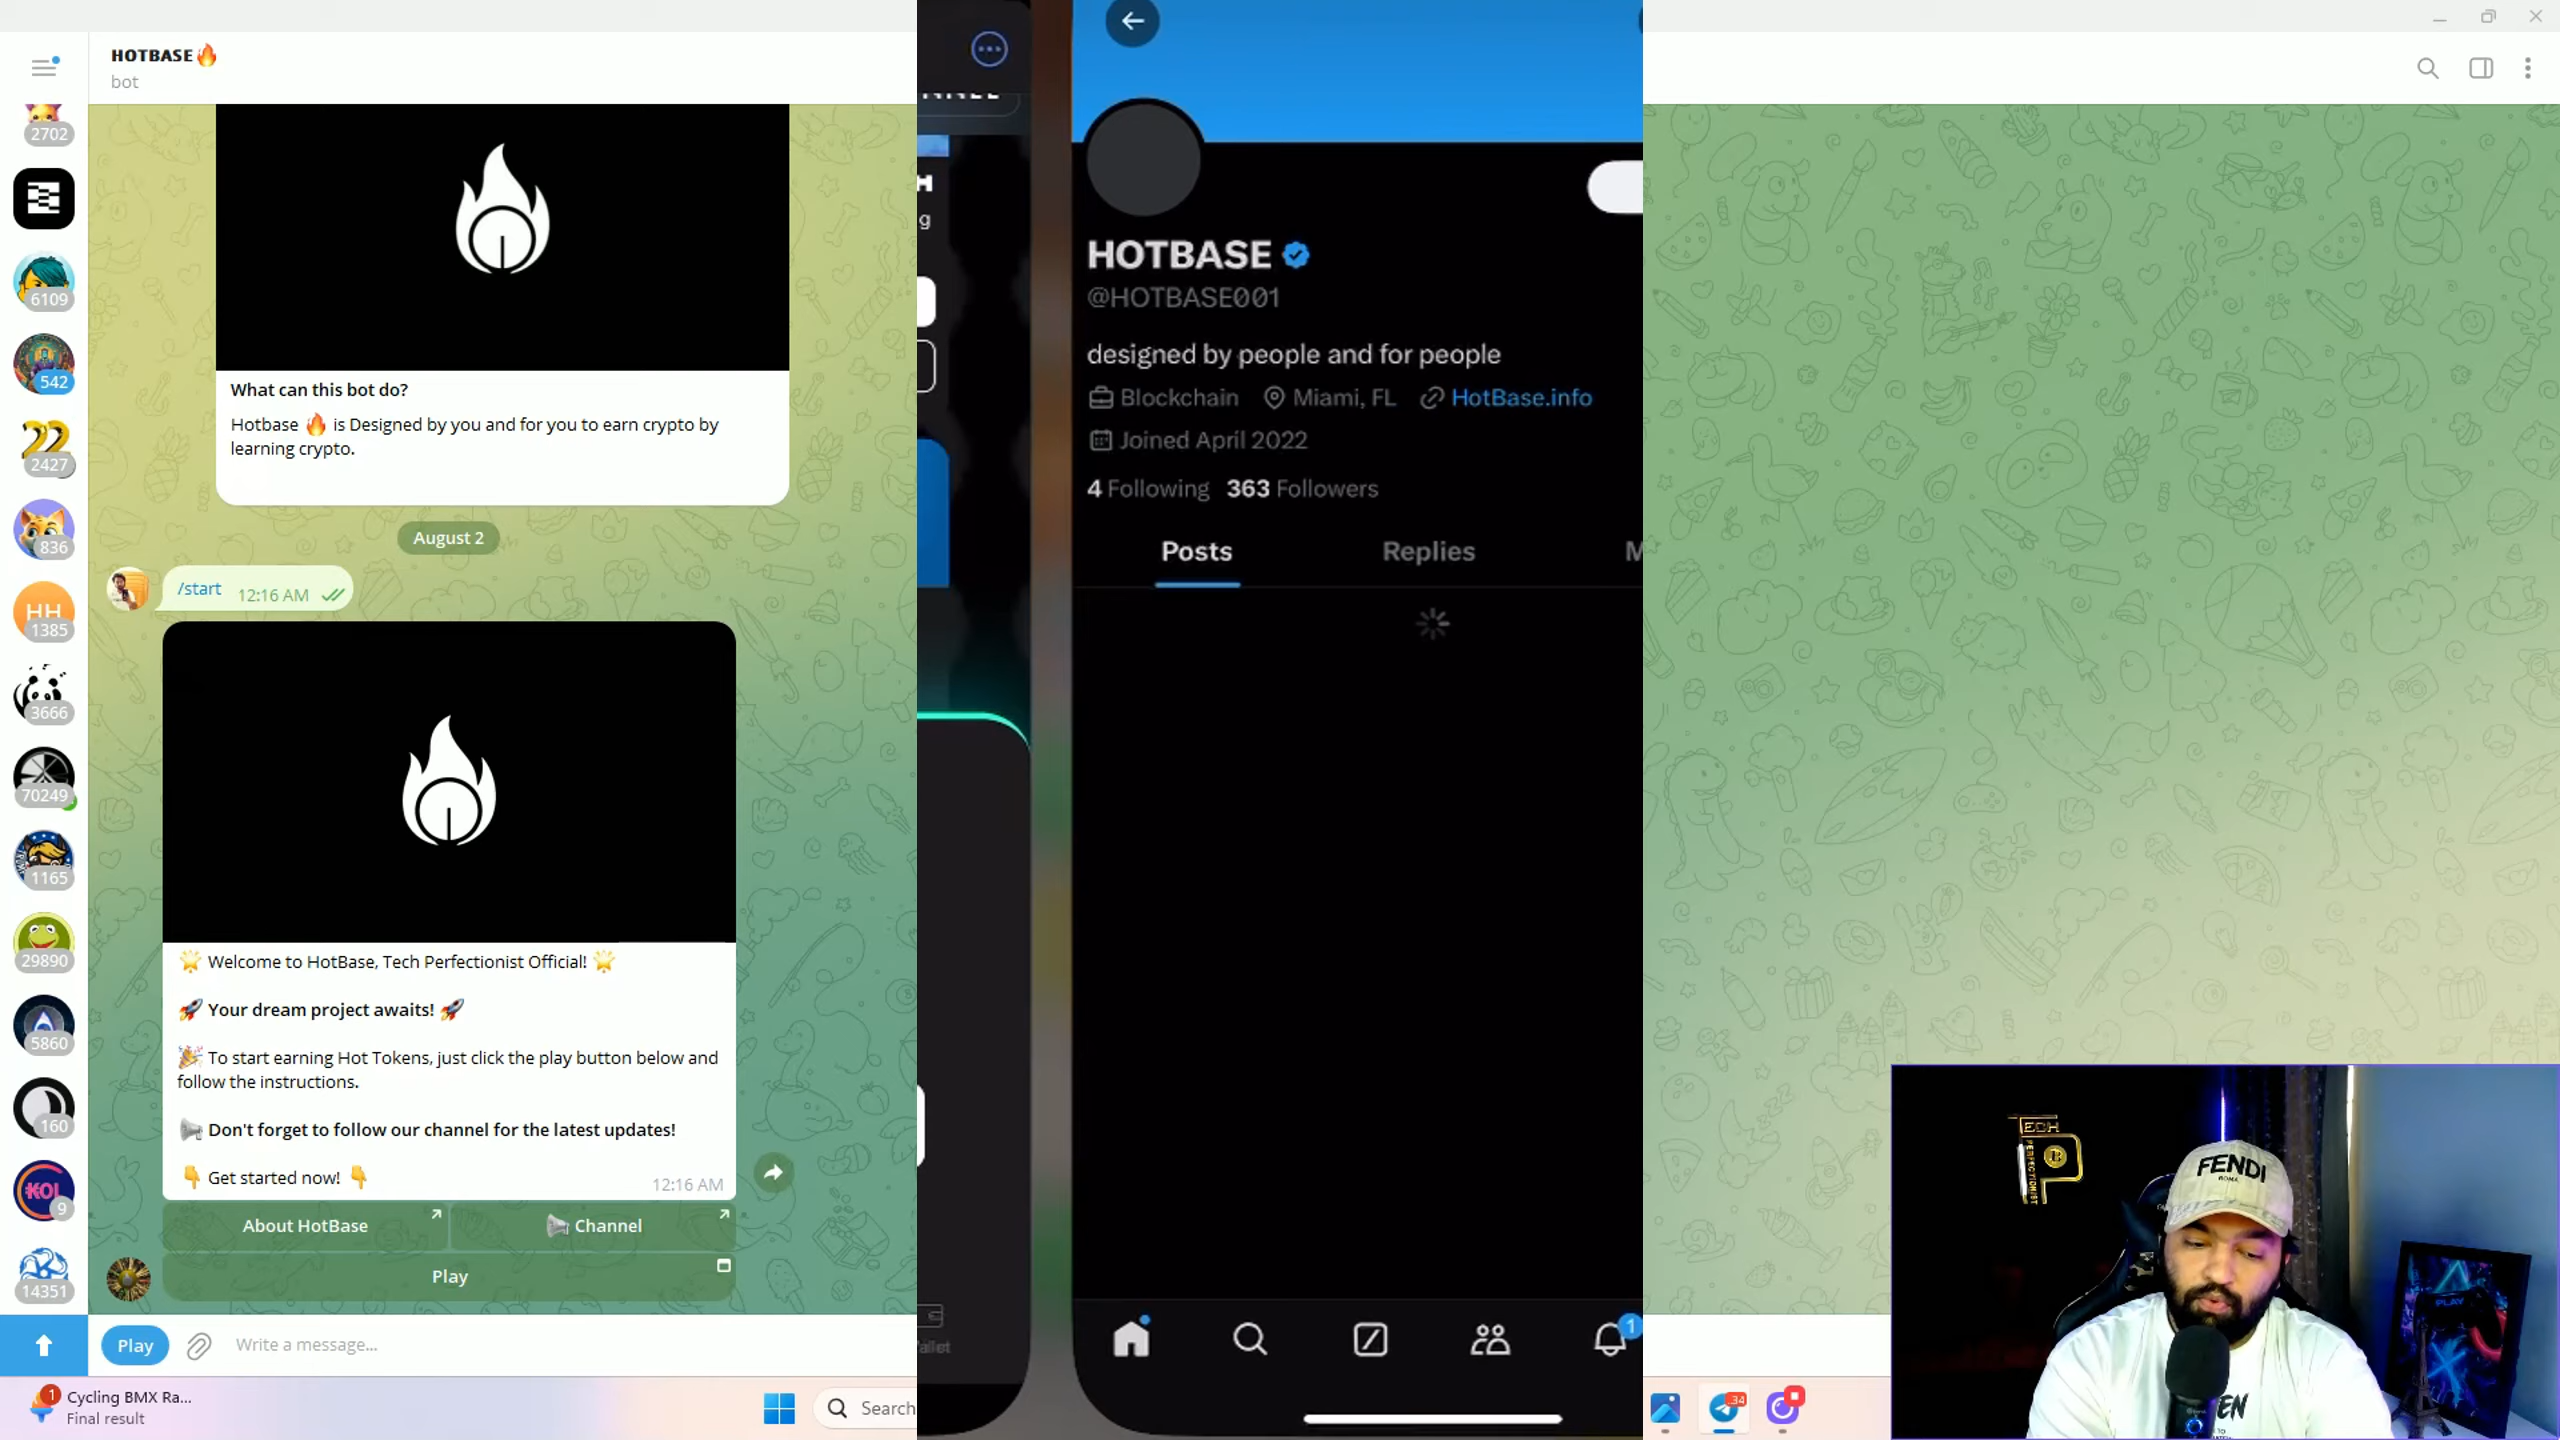 HOTBASE🔥
bot
2702
6109
542
22
2427
836
HH
1385
3666
70249
1165
29890
5860
160
KOL
9
14351
What can this bot do?
Hotbase 🔥 is Designed by you and for you to earn crypto by
learning crypto.
August 2
/start 12:16 AM
🌟 Welcome to HotBase, Tech Perfectionist Official! 🌟
🚀 Your dream project awaits! 🚀
🎉 To start earning Hot Tokens, just click the play button below and
follow the instructions.
📢 Don't forget to follow our channel for the latest updates!
👇 Get started now! 👇
12:16 AM
About HotBase
📢 Channel
Play
Play
Write a message...
1
Cycling BMX Ra...
Final result
Search
HOTBASE
@HOTBASE001
designed by people and for people
Blockchain Miami, FL HotBase.info
Joined April 2022
4 Following 363 Followers
Posts Replies
1
34
TECH
PERFECTIONIST
FENDI
ROMA
PLAY